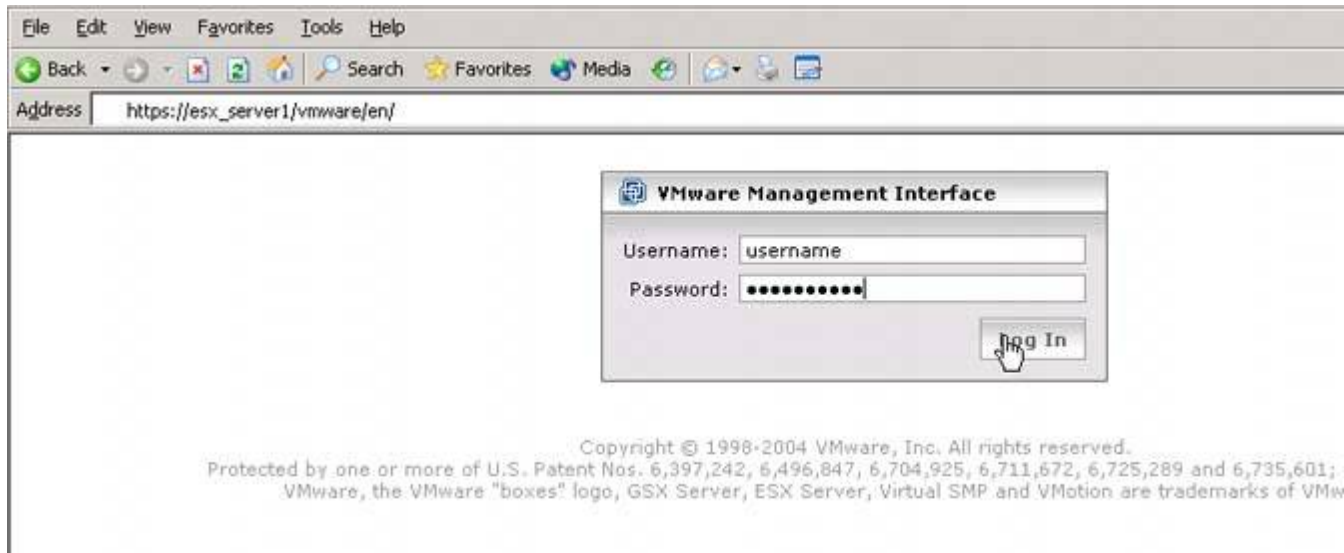 File Edit View Favorites Tools Help
Back Search Favorites Media
Address https://esx_server1/vmware/en/
VMware Management Interface
Username: username
Password: ••••••••••
Log In
Copyright © 1998-2004 VMware, Inc. All rights reserved.
Protected by one or more of U.S. Patent Nos. 6,397,242, 6,496,847, 6,704,925, 6,711,672, 6,725,289 and 6,735,601;
VMware, the VMware "boxes" logo, GSX Server, ESX Server, Virtual SMP and VMotion are trademarks of VMw